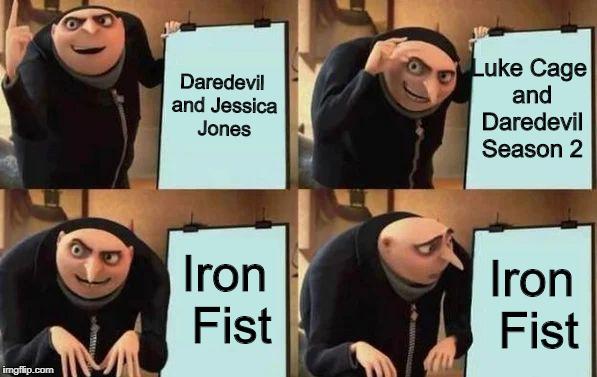 Daredevil
and Jessica
Jones
Luke Cage
and
Daredevil
Season 2
Iron
Fist
Iron
Fist
imgflip.com